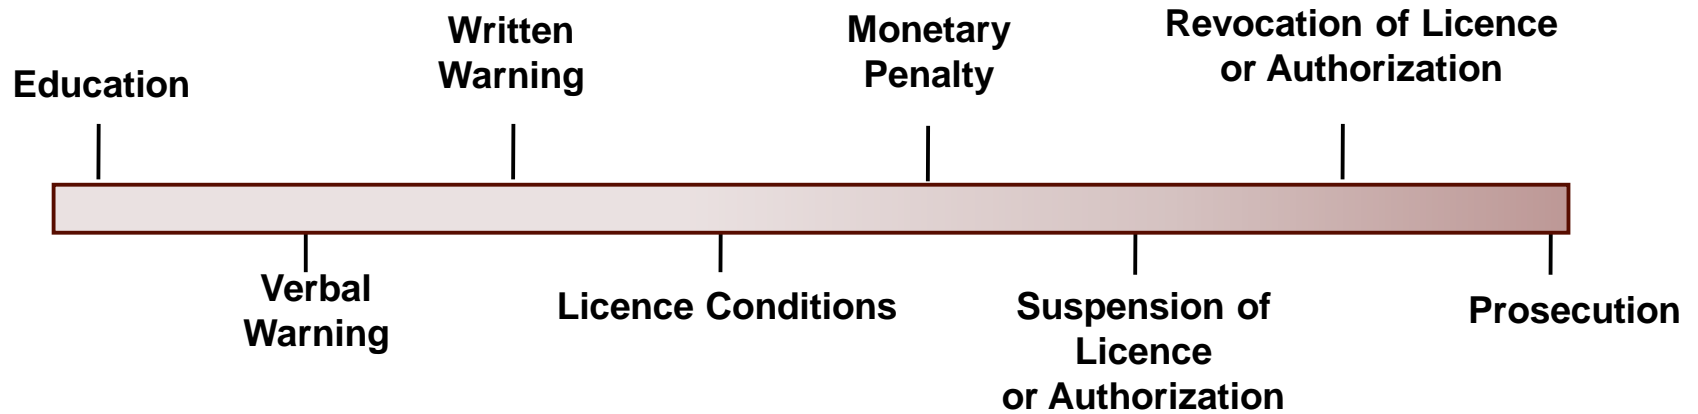 Education
Written
Warning
Monetary
Penalty
Revocation of Licence
or Authorization
Verbal
Warning
Licence Conditions
Suspension of
Licence
or Authorization
Prosecution